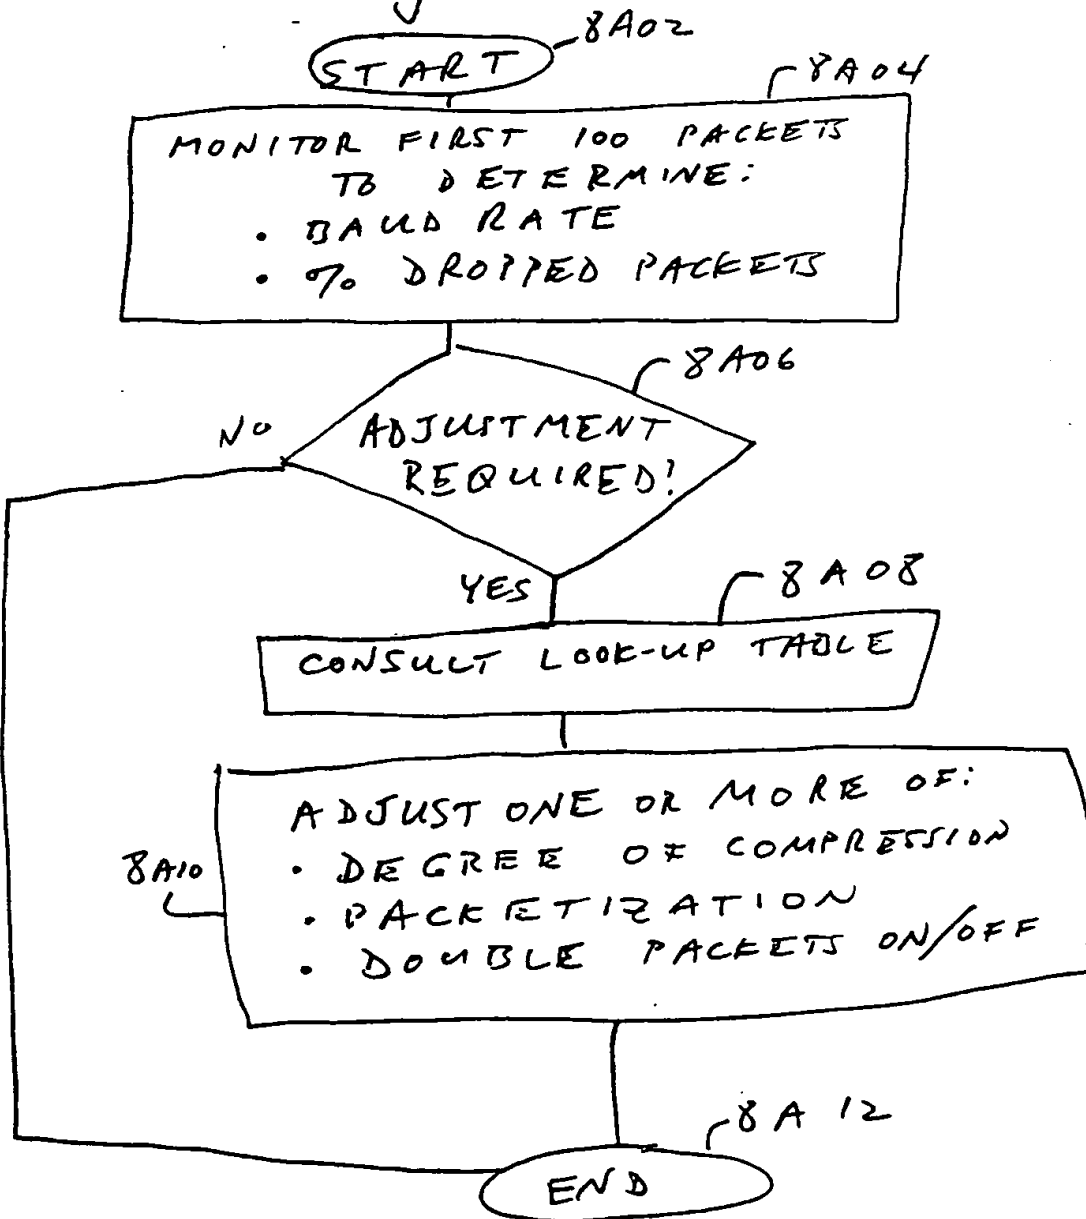 8A02
START
8A04
MONITOR FIRST 100 PACKETS
TO DETERMINE:
• BAUD RATE
• % DROPPED PACKETS
8A06
NO
ADJUSTMENT
REQUIRED?
YES
8A08
CONSULT LOOK-UP TABLE
ADJUST ONE OR MORE OF:
8A10
• DEGREE OF COMPRESSION
• PACKETIZATION
• DOUBLE PACKETS ON/OFF
8A12
END